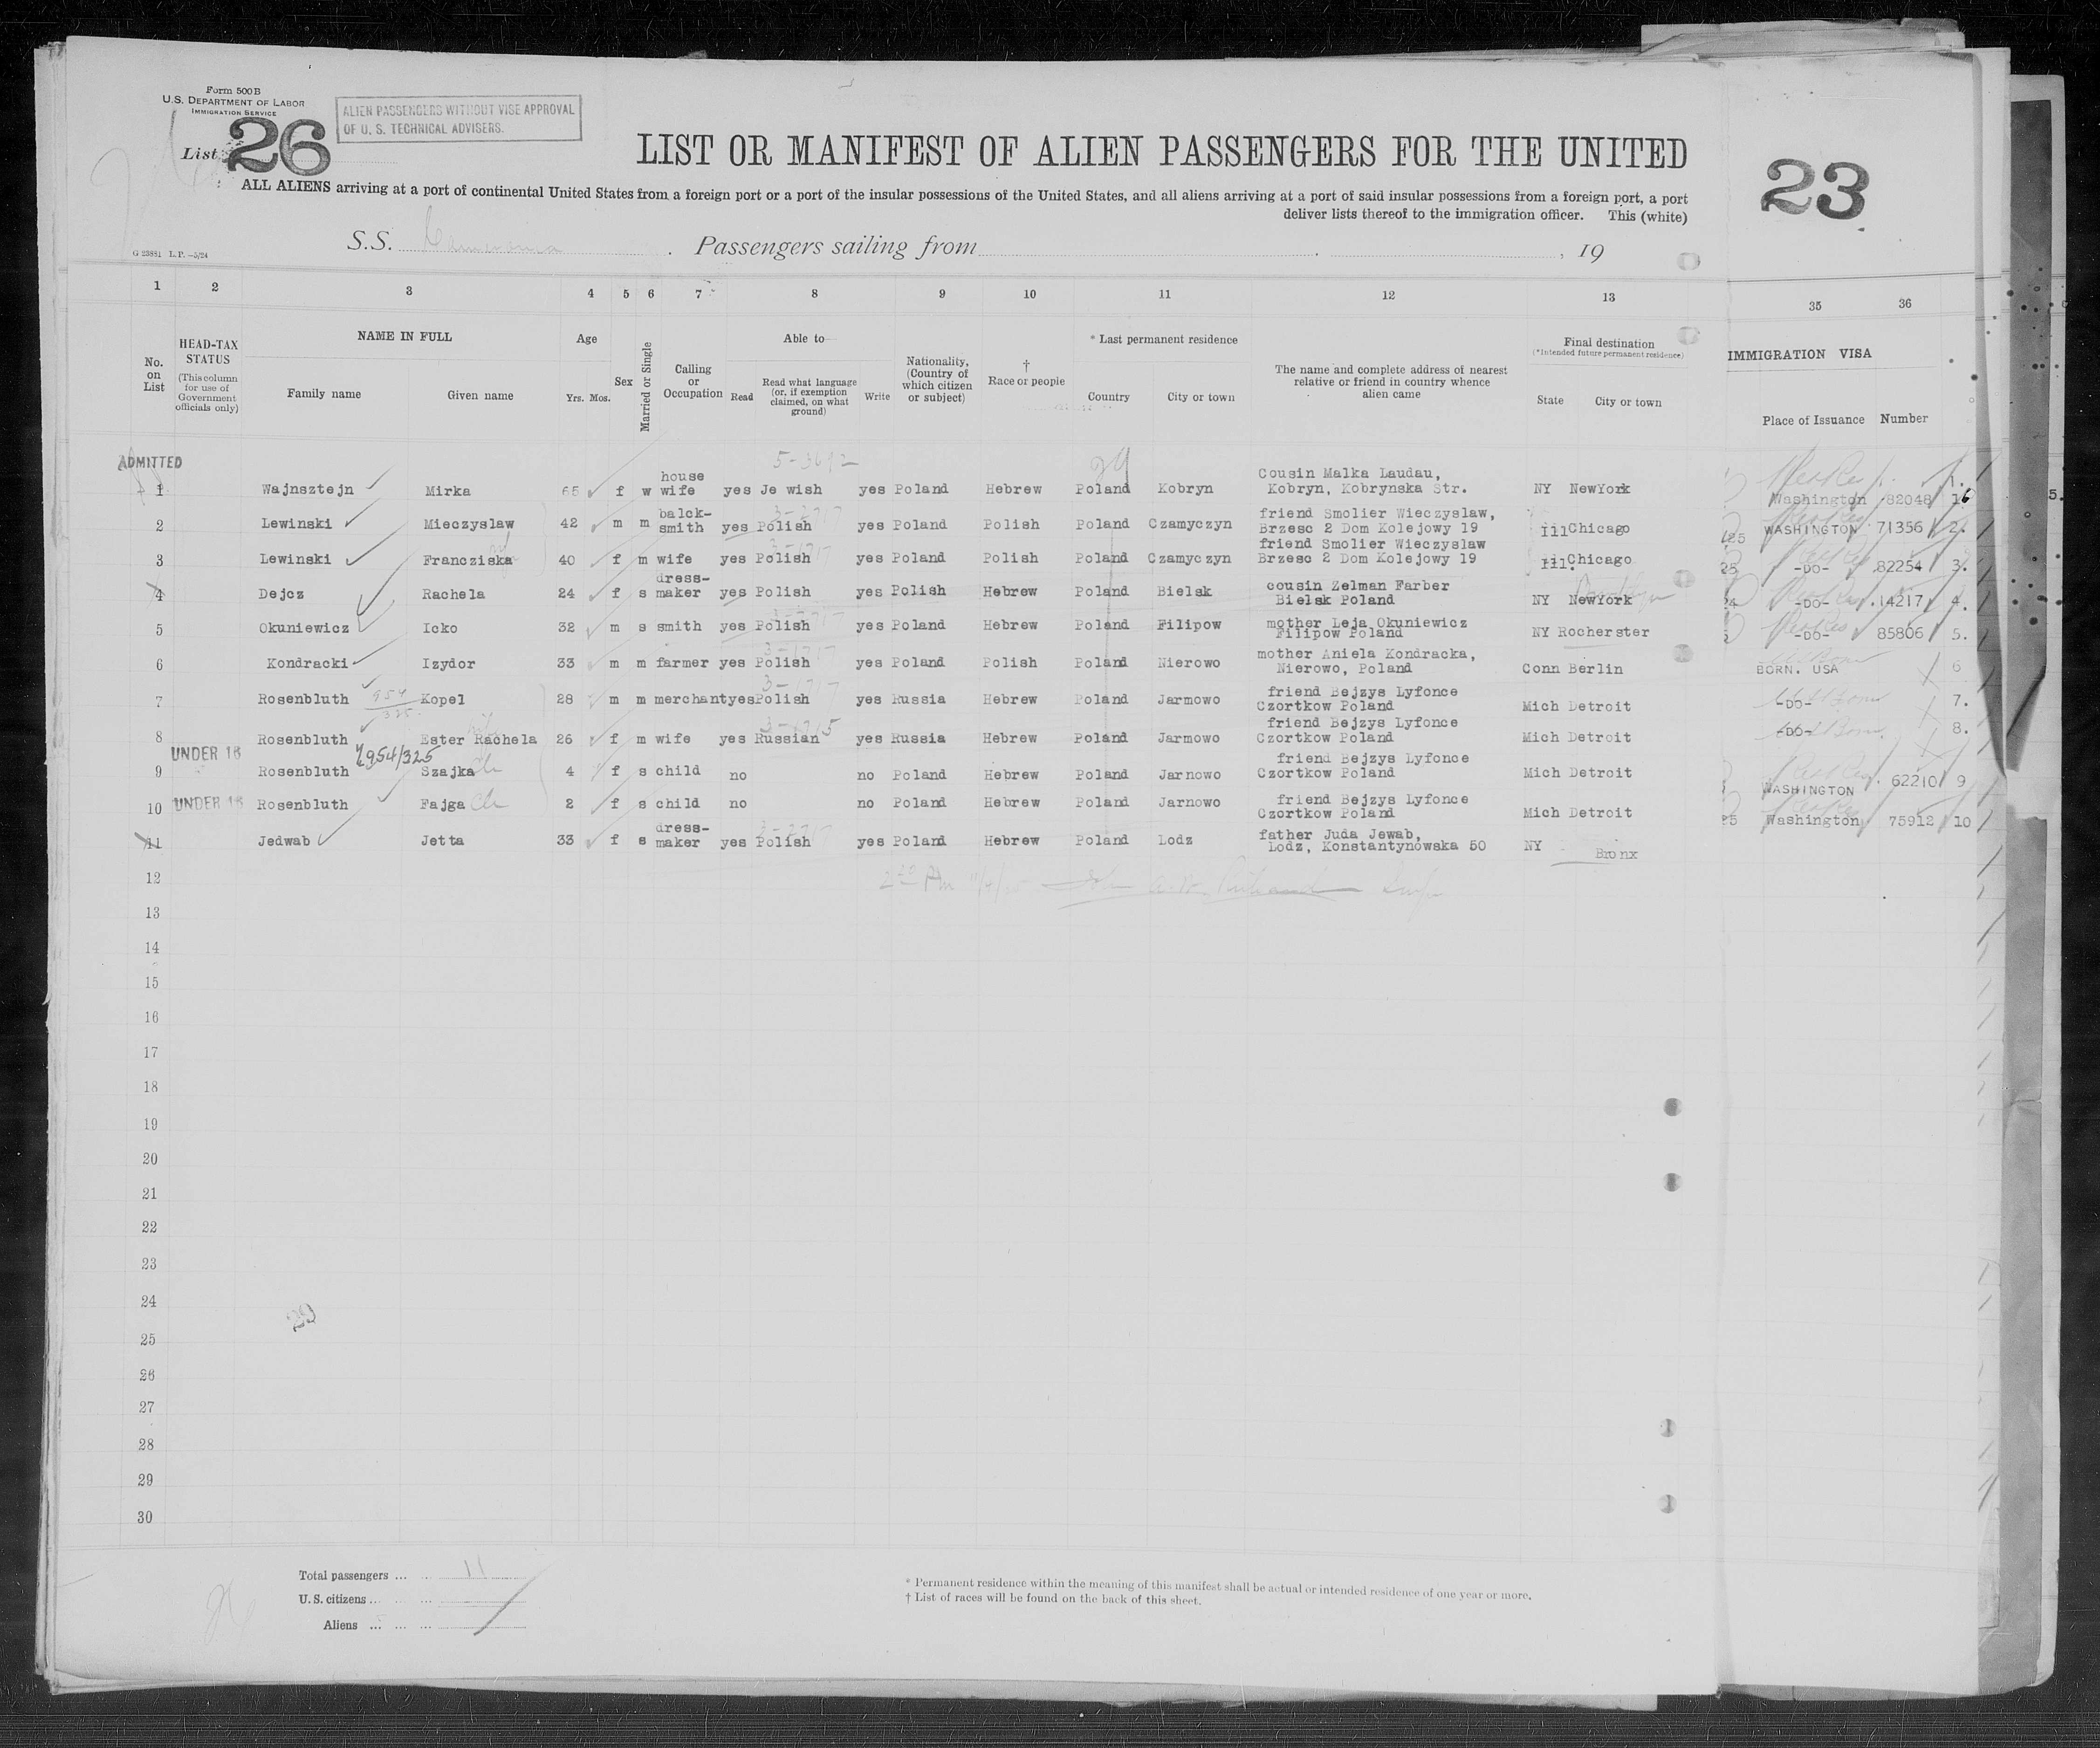 Form 500 B
U.S. DEPARTMENT OF LABOR
IMMIGRATION SERVICE
ALIEN PASSENGERS WITHOUT VISE APPROVAL
OF U. S. TECHNICAL ADVISERS.
List 26
LIST OR MANIFEST OF ALIEN PASSENGERS FOR THE UNITED
23
ALL ALIENS arriving at a port of continental United States from a foreign port or a port of the insular possessions of the United States, and all aliens arriving at a port of said insular possessions from a foreign port, a port
deliver lists thereof to the immigration officer. This (white)
S.S. Passengers sailing from , 19
G 23881 L.P.—5/24
1 2 3 4 5 6 7 8 9 10 11 12 13 35 36
No. on List
HEAD-TAX STATUS (This column for use of Government officials only)
NAME IN FULL
Family name Given name
Age Yrs. Mos.
Sex
Married or Single
Calling or Occupation
Able to
Read Read what language (or, if exemption claimed, on what ground) Write
Nationality, (Country of which citizen or subject)
† Race or people
* Last permanent residence
Country City or town
The name and complete address of nearest relative or friend in country whence alien came
Final destination
(*Intended future permanent residence)
State City or town
IMMIGRATION VISA
Place of Issuance Number
ADMITTED
5-3692
29
1 Wajnsztejn Mirka 65 f w house wife yes Je wish yes Poland Hebrew Poland Kobryn Cousin Malka Laudau, Kobryn, Kobrynska Str. NY NewYork Washington 82048 1.
2 Lewinski Mieczyslaw 42 m m balck-smith yes Polish yes Poland Polish Poland Czamyczyn friend Smolier Wieczyslaw, Brzesc 2 Dom Kolejowy 19 ill Chicago WASHINGTON 71356 2.
3 Lewinski Francziska 40 f m wife yes Polish yes Poland Polish Poland Czamyczyn friend Smolier Wieczyslaw Brzesc 2 Dom Kolejowy 19 ill. Chicago -DO- 82254 3.
4 Dejcz Rachela 24 f s dress-maker yes Polish yes Polish Hebrew Poland Bielsk cousin Zelman Farber Bielsk Poland NY NewYork -DO- 14217 4.
5 Okuniewicz Icko 32 m s smith yes Polish yes Poland Hebrew Poland Filipow mother Leja Okuniewicz Filipow Poland NY Rocherster -DO- 85806 5.
6 Kondracki Izydor 33 m m farmer yes Polish yes Poland Polish Poland Nierowo mother Aniela Kondracka, Nierowo, Poland Conn Berlin BORN. USA 6
7 Rosenbluth Kopel 28 m m merchant yes Polish yes Russia Hebrew Poland Jarmowo friend Bejzys Lyfonce Czortkow Poland Mich Detroit -DO- 7.
8 Rosenbluth Ester Rachela 26 f m wife yes Russian yes Russia Hebrew Poland Jarmowo friend Bejzys Lyfonce Czortkow Poland Mich Detroit -DO- 8.
UNDER 16 954/325
9 Rosenbluth Szajka 4 f s child no no Poland Hebrew Poland Jarnowo friend Bejzys Lyfonce Czortkow Poland Mich Detroit WASHINGTON 62210 9
10 UNDER 16 Rosenbluth Fajga 2 f s child no no Poland Hebrew Poland Jarnowo friend Bejzys Lyfonce Czortkow Poland Mich Detroit Washington 75912 10
11 Jedwab Jetta 33 f s dress-maker yes Polish yes Poland Hebrew Poland Lodz father Juda Jewab, Lodz, Konstantynowska 50 NY Bronx
12
13
14
15
16
17
18
19
20
21
22
23
24
25
26
27
28
29
30
Total passengers ... 11
U. S. citizens ...
Aliens ...
* Permanent residence within the meaning of this manifest shall be actual or intended residence of one year or more.
† List of races will be found on the back of this sheet.